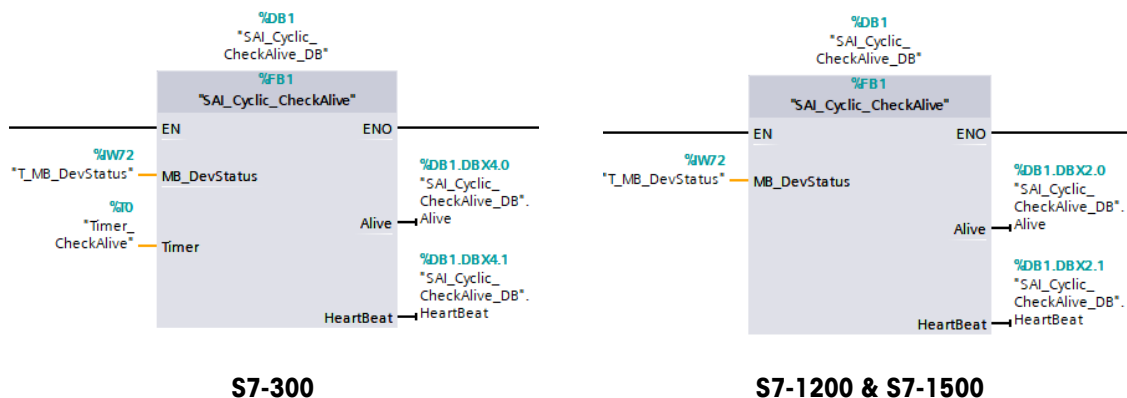 %DB1
"SAI_Cyclic_
CheckAlive_DB"
%FB1
"SAI_Cyclic_CheckAlive"
EN
ENO
%IW72
"T_MB_DevStatus"
MB_DevStatus
%DB1.DBX4.0
"SAI_Cyclic_
CheckAlive_DB".
Alive
Alive
%T0
"Timer_
CheckAlive"
Timer
%DB1.DBX4.1
"SAI_Cyclic_
CheckAlive_DB".
HeartBeat
HeartBeat
S7-300
%DB1
"SAI_Cyclic_
CheckAlive_DB"
%FB1
"SAI_Cyclic_CheckAlive"
EN
ENO
%IW72
"T_MB_DevStatus"
MB_DevStatus
%DB1.DBX2.0
"SAI_Cyclic_
CheckAlive_DB".
Alive
Alive
%DB1.DBX2.1
"SAI_Cyclic_
CheckAlive_DB".
HeartBeat
HeartBeat
S7-1200 & S7-1500